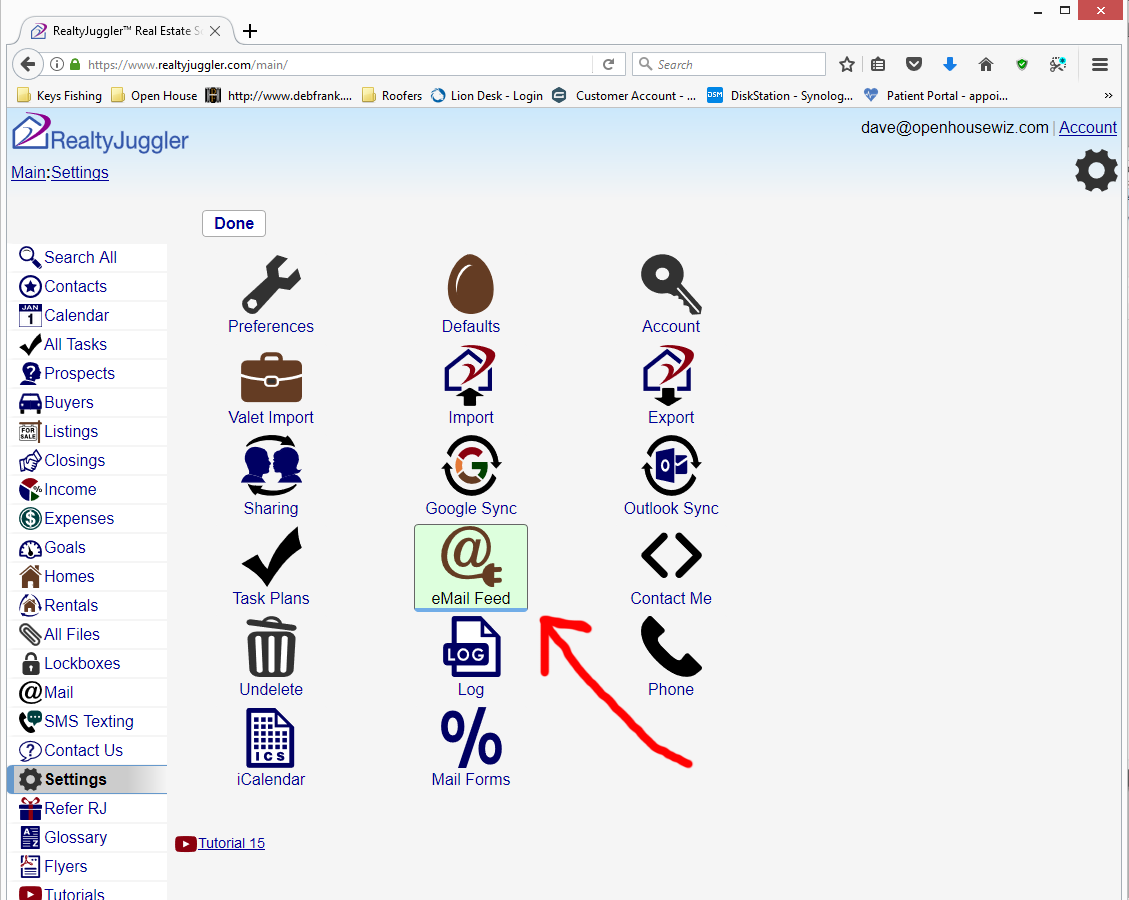 RealtyJuggler™ Real Estate S
https://www.realtyjuggler.com/main/
Search
Keys Fishing
Open House
http://www.debfrank....
Roofers
Lion Desk - Login
Customer Account - ...
DSM
DiskStation - Synolog...
Patient Portal - appoi...
RealtyJuggler
dave@openhousewiz.com | Account
Main:Settings
Done
Search All
Contacts
JAN
1
Calendar
All Tasks
Prospects
Buyers
FOR
SALE
Listings
Closings
%
Income
$
Expenses
Goals
Homes
Rentals
All Files
Lockboxes
@
Mail
SMS Texting
?
Contact Us
Settings
Refer RJ
A
Z
Glossary
Flyers
Tutorials
Preferences
Defaults
Account
Valet Import
Import
Export
Sharing
G
Google Sync
O
Outlook Sync
Task Plans
@
eMail Feed
<>
Contact Me
Undelete
LOG
Log
Phone
ICS
iCalendar
%
Mail Forms
Tutorial 15